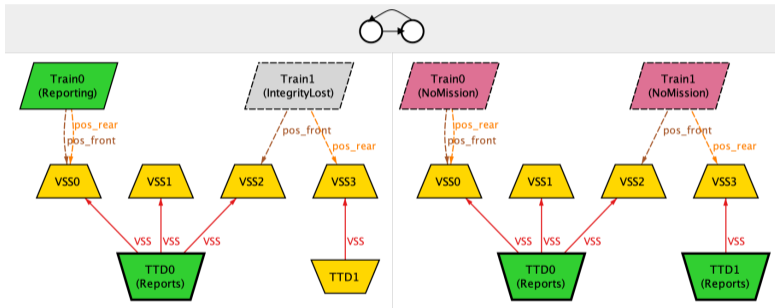 Train0
(Reporting)
Train1
(IntegrityLost)
Train0
(NoMission)
Train1
(NoMission)
pos_rear
pos_front
pos_front
pos_rear
pos_rear
pos_front
pos_front
pos_rear
VSS0
VSS1
VSS2
VSS3
VSS0
VSS1
VSS2
VSS3
VSS
VSS
VSS
VSS
VSS
VSS
VSS
VSS
TTD0
(Reports)
TTD1
TTD0
(Reports)
TTD1
(Reports)